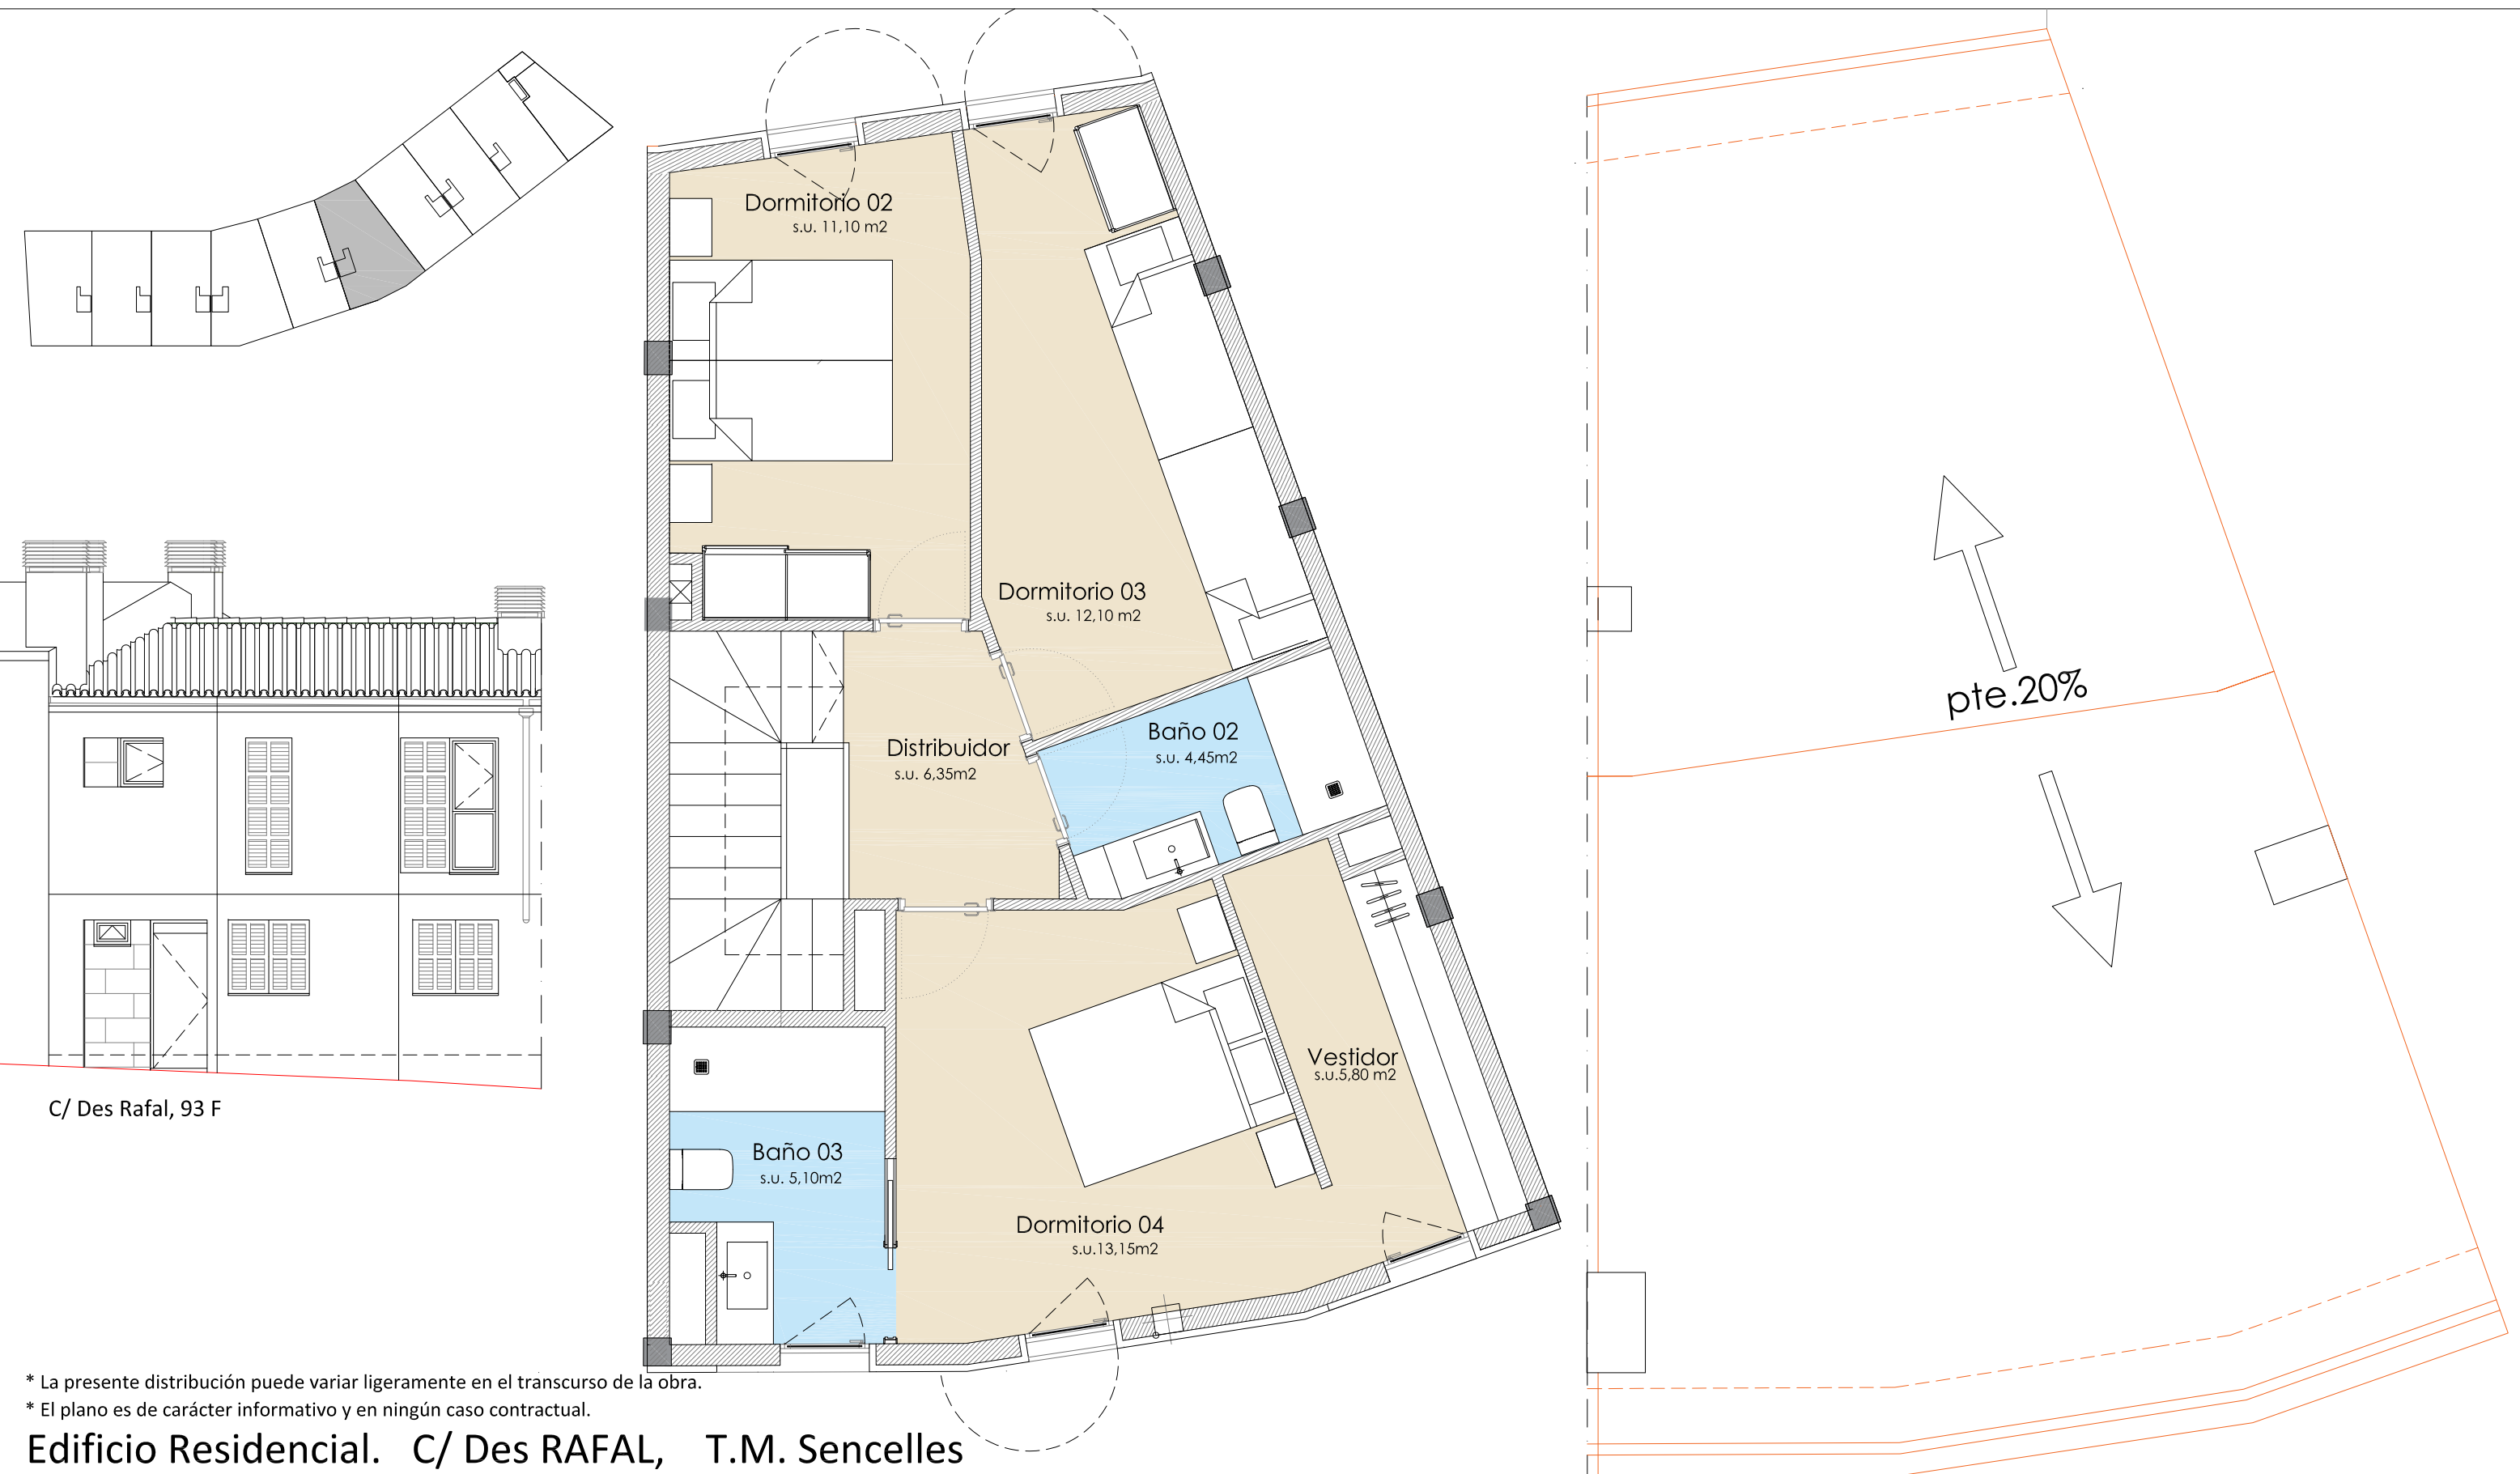 Dormitorio 02
s.u. 11,10 m2
Dormitorio 03
s.u. 12,10 m2
pte.20%
Baño 02
s.u. 4,45m2
Distribuidor
s.u. 6,35m2
Vestidor
s.u.5,80 m2
C/ Des Rafal, 93 F
Baño 03
s.u. 5,10m2
Dormitorio 04
s.u.13,15m2
* La presente distribución puede variar ligeramente en el transcurso de la obra.
* El plano es de carácter informativo y en ningún caso contractual.
Edificio Residencial. C/ Des RAFAL, T.M. Sencelles